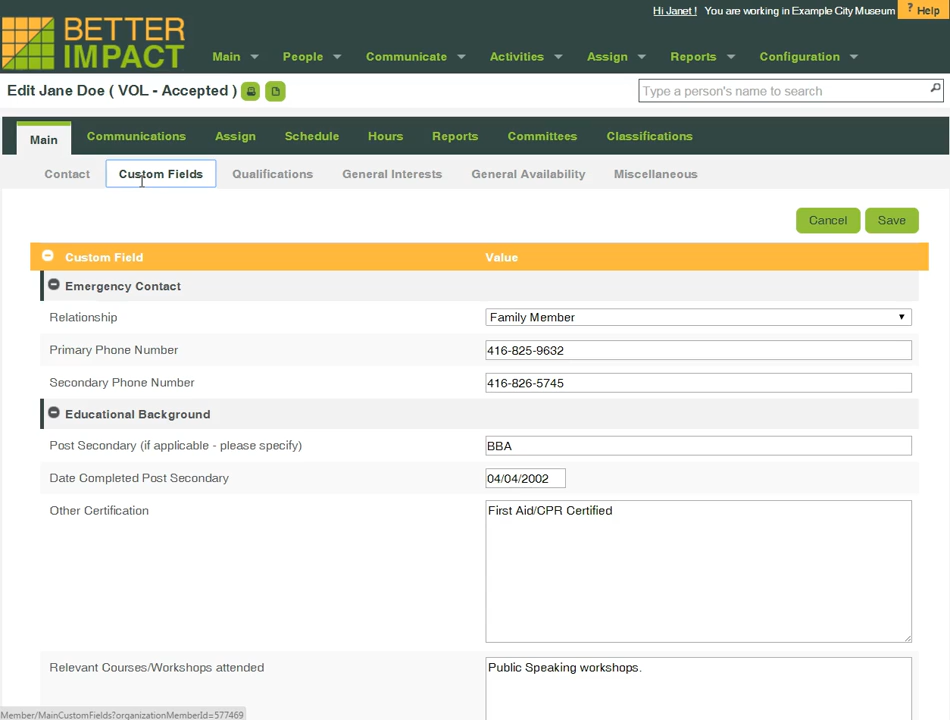 Hi Janet ! You are working in Example City Museum ? Help
BETTER
IMPACT
Main People Communicate Activities Assign Reports Configuration
Edit Jane Doe ( VOL - Accepted )
Type a person's name to search
Main Communications Assign Schedule Hours Reports Committees Classifications
Contact Custom Fields Qualifications General Interests General Availability Miscellaneous
Cancel Save
Custom Field Value
Emergency Contact
Relationship Family Member
Primary Phone Number 416-825-9632
Secondary Phone Number 416-826-5745
Educational Background
Post Secondary (if applicable - please specify) BBA
Date Completed Post Secondary 04/04/2002
Other Certification First Aid/CPR Certified
Relevant Courses/Workshops attended Public Speaking workshops.
Member/MainCustomFields?organizationMemberId=577469